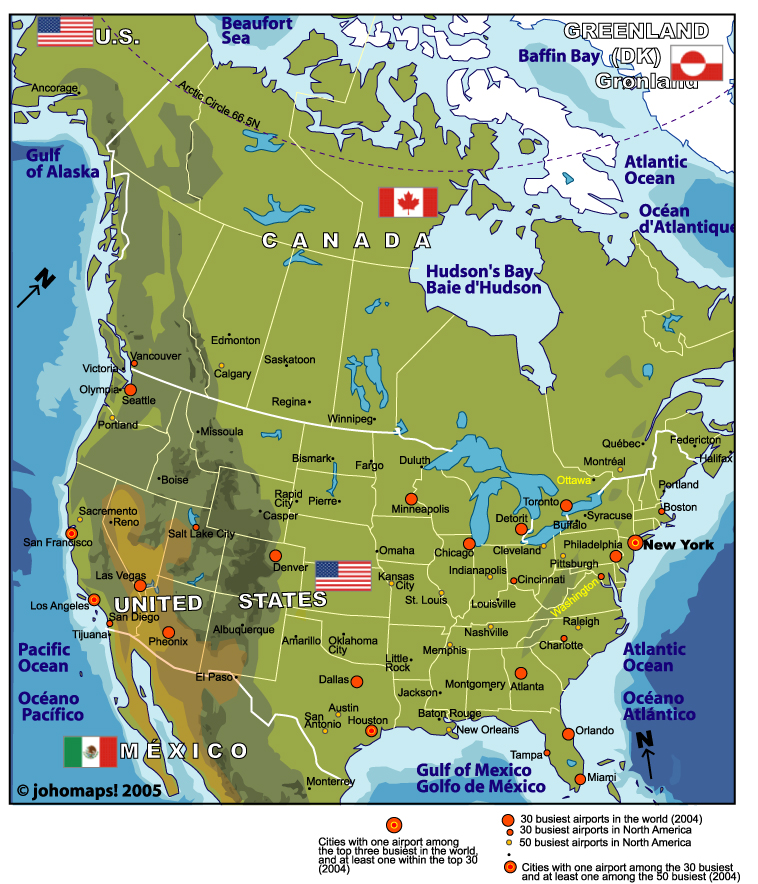 Beaufort
Sea
U.S.
GREENLAND
(DK)
Grønland
Baffin Bay
Ancorage
Arctic Circle 66.5N
Gulf
of Alaska
Atlantic
Ocean
Océan
d'Atlantique
C A N A D A
Hudson's Bay
Baie d'Hudson
N
Edmonton
Vancouver
Saskatoon
Victoria
Calgary
Olympia
Seattle
Regina
Winnipeg
Portland
Missoula
Québec
Federicton
Halifax
Bismark
Fargo
Duluth
Montréal
Ottawa
Boise
Portland
Rapid
City
Pierre
Casper
Minneapolis
Toronto
Boston
Sacramento
Reno
Salt Lake City
Detorit
Buffalo
Syracuse
San Francisco
Chicago
Cleveland
Philadelphia
New York
Omaha
Denver
Pittsburgh
Las Vegas
Kansas
City
Indianapolis
Cincinnati
Washington
Los Angeles
UNITED STATES
St. Louis
Louisville
San Diego
Tijuana
Pheonix
Albuquerque
Amarillo
Oklahoma
City
Nashville
Raleigh
Memphis
Charlotte
Pacific
Ocean
Little
Rock
Atlantic
Ocean
El Paso
Dallas
Jackson
Montgomery
Atlanta
Océano
Pacífico
Océano
Atlántico
Austin
San
Antonio
Houston
Baton Rouge
New Orleans
Orlando
N
MÉXICO
Tampa
Gulf of Mexico
Golfo de México
Miami
Monterrey
© johomaps! 2005
Cities with one airport among
the top three busiest in the world,
and at least one within the top 30
(2004)
30 busiest airports in the world (2004)
30 busiest airports in North America
50 busiest airports in North America
Cities with one airport among the 30 busiest
and at least one among the 50 busiest (2004)